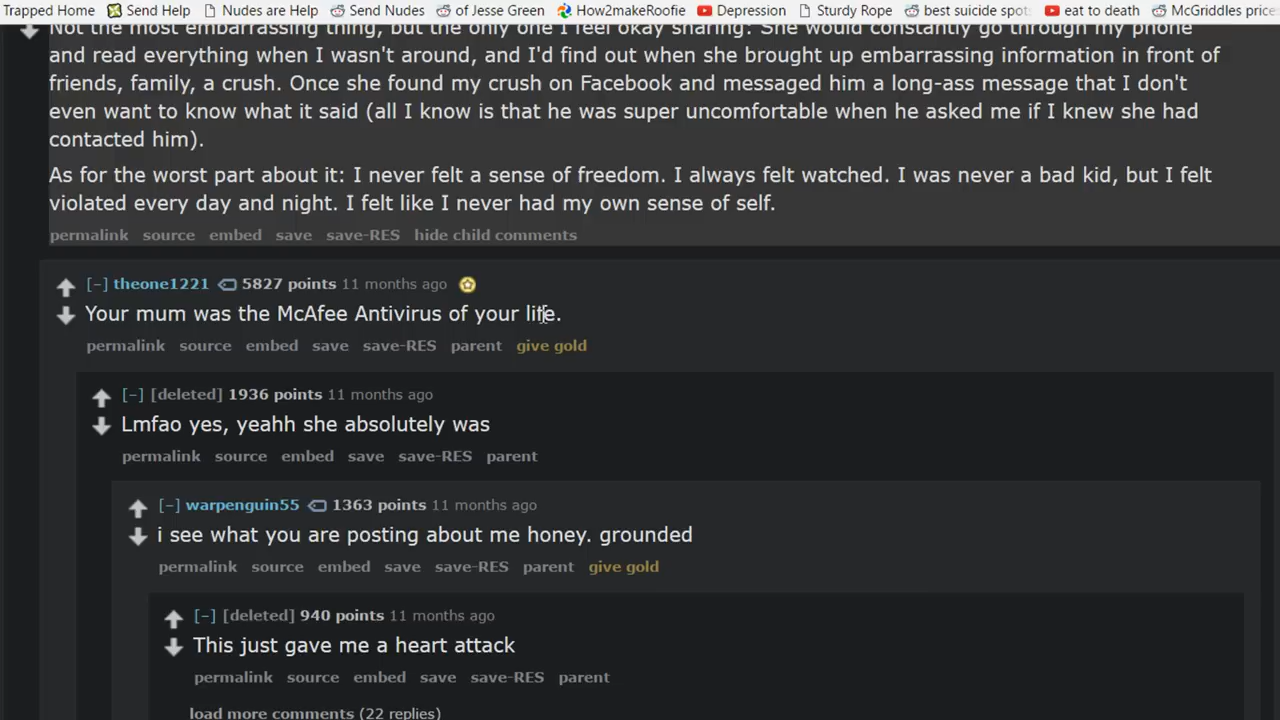 Trapped Home Send Help Nudes are Help Send Nudes of Jesse Green How2makeRoofie Depression Sturdy Rope best suicide spots eat to death McGriddles price
Not the most embarrassing thing, but the only one I feel okay sharing: She would constantly go through my phone
and read everything when I wasn't around, and I'd find out when she brought up embarrassing information in front of
friends, family, a crush. Once she found my crush on Facebook and messaged him a long-ass message that I don't
even want to know what it said (all I know is that he was super uncomfortable when he asked me if I knew she had
contacted him).
As for the worst part about it: I never felt a sense of freedom. I always felt watched. I was never a bad kid, but I felt
violated every day and night. I felt like I never had my own sense of self.
permalink source embed save save-RES hide child comments
[–] theone1221 5827 points 11 months ago
Your mum was the McAfee Antivirus of your life.
permalink source embed save save-RES parent give gold
[–] [deleted] 1936 points 11 months ago
Lmfao yes, yeahh she absolutely was
permalink source embed save save-RES parent
[–] warpenguin55 1363 points 11 months ago
i see what you are posting about me honey. grounded
permalink source embed save save-RES parent give gold
[–] [deleted] 940 points 11 months ago
This just gave me a heart attack
permalink source embed save save-RES parent
load more comments (22 replies)